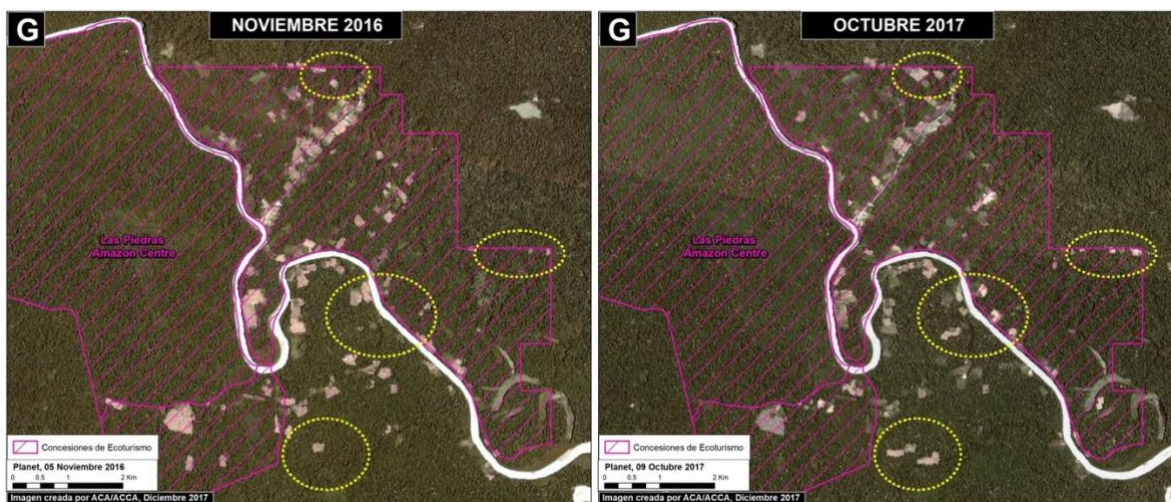 G
NOVIEMBRE 2016
Las Piedras
Amazon Centre
Concesiones de Ecoturismo
Planet, 05 Noviembre 2016
0 0.5 1 2 Km
Imagen creada por ACA/ACCA, Diciembre 2017
G
OCTUBRE 2017
Las Piedras
Amazon Centre
Concesiones de Ecoturismo
Planet, 09 Octubre 2017
0 0.5 1 2 Km
Imagen creada por ACA/ACCA, Diciembre 2017